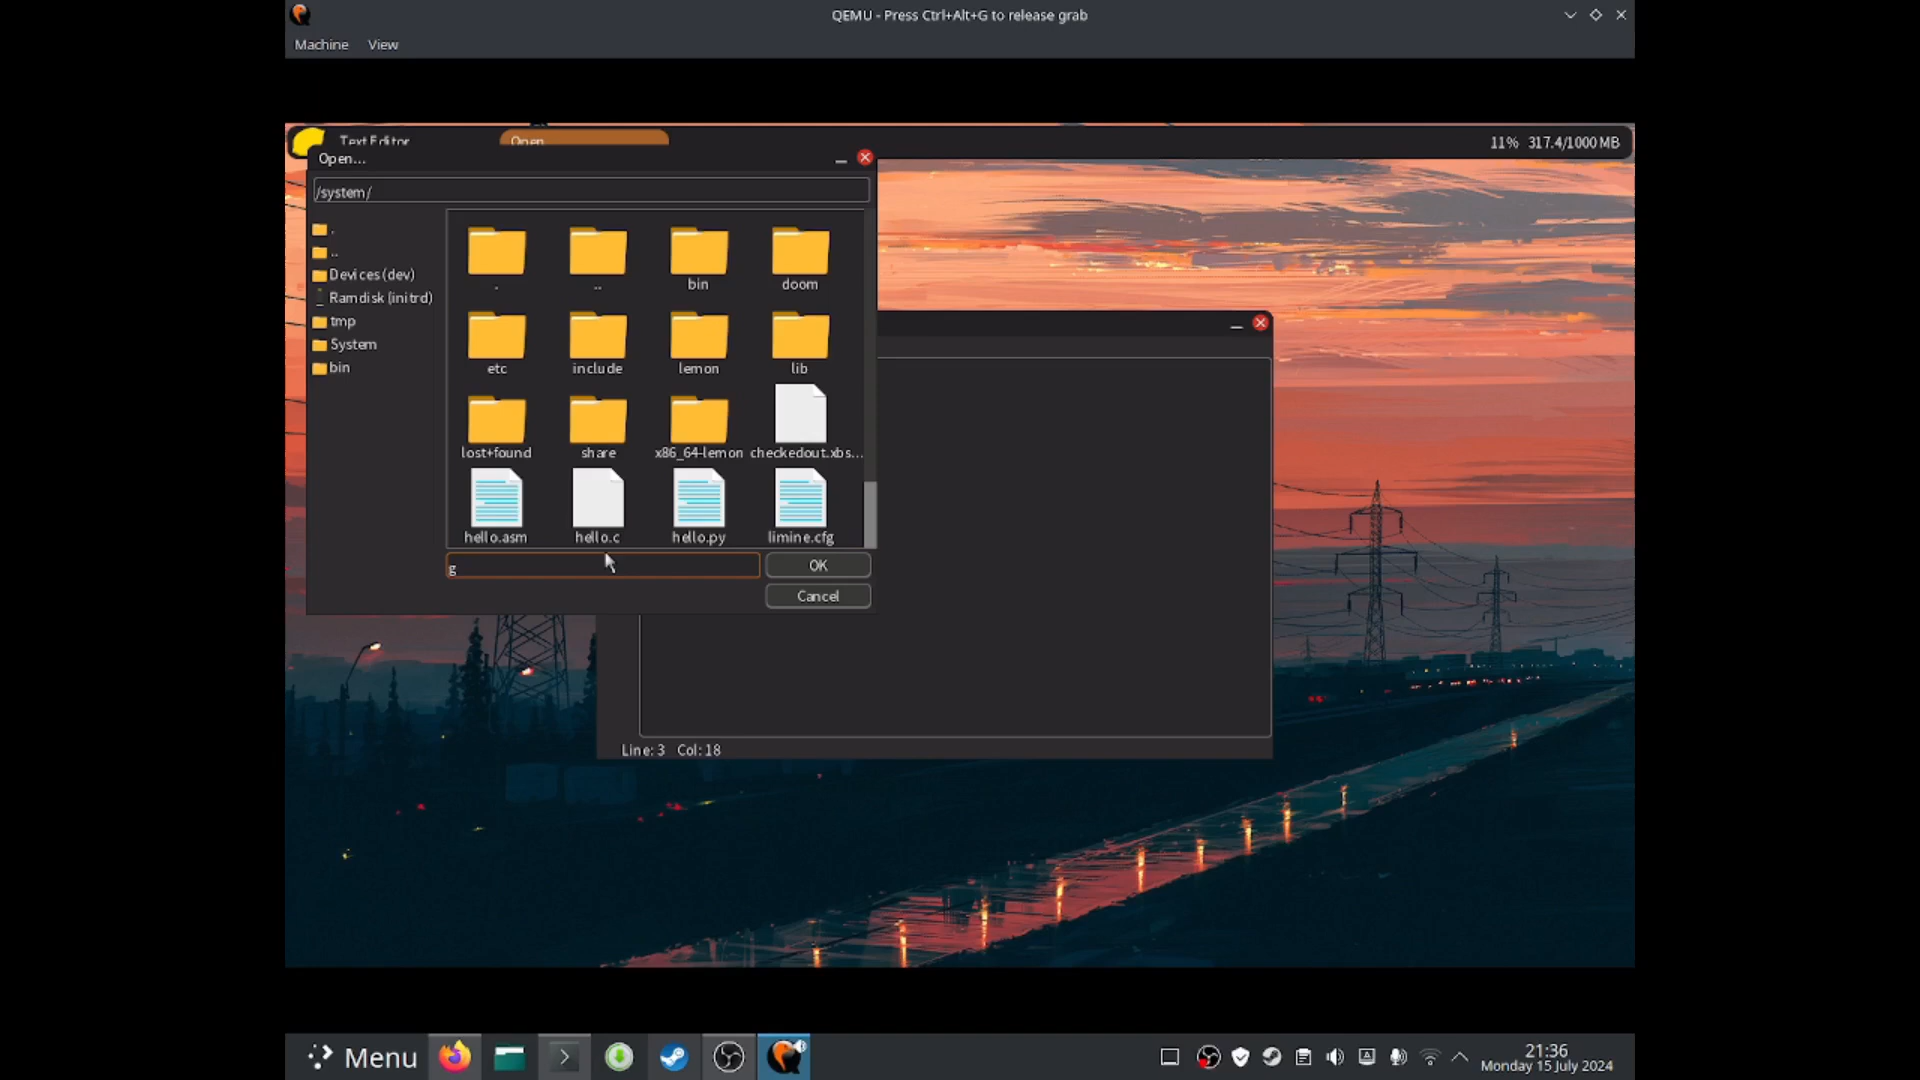 QEMU - Press Ctrl+Alt+G to release grab
Machine View
Text Editor
Open...
11% 317.4/1000 MB
Open...
/system/
.
..
Devices (dev)
Ramdisk (initrd)
tmp
System
bin
. .. bin doom
etc include lemon lib
lost+found share x86_64-lemon checkedout.xbs...
hello.asm hello.c hello.py limine.cfg
g
OK
Cancel
Line: 3 Col: 18
Menu
21:36
Monday 15 July 2024